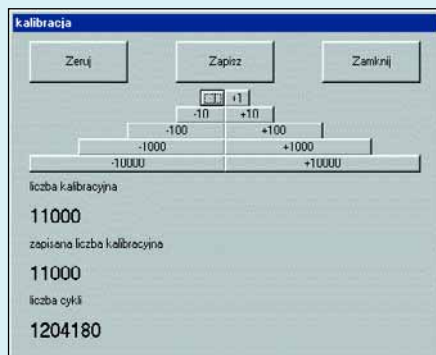 kalibracja
Zeruj Zapisz Zamknij
-1 +1
-10 +10
-100 +100
-1000 +1000
-10000 +10000
liczba kalibracyjna
11000
zapisana liczba kalibracyjna
11000
liczba cykli
1204180